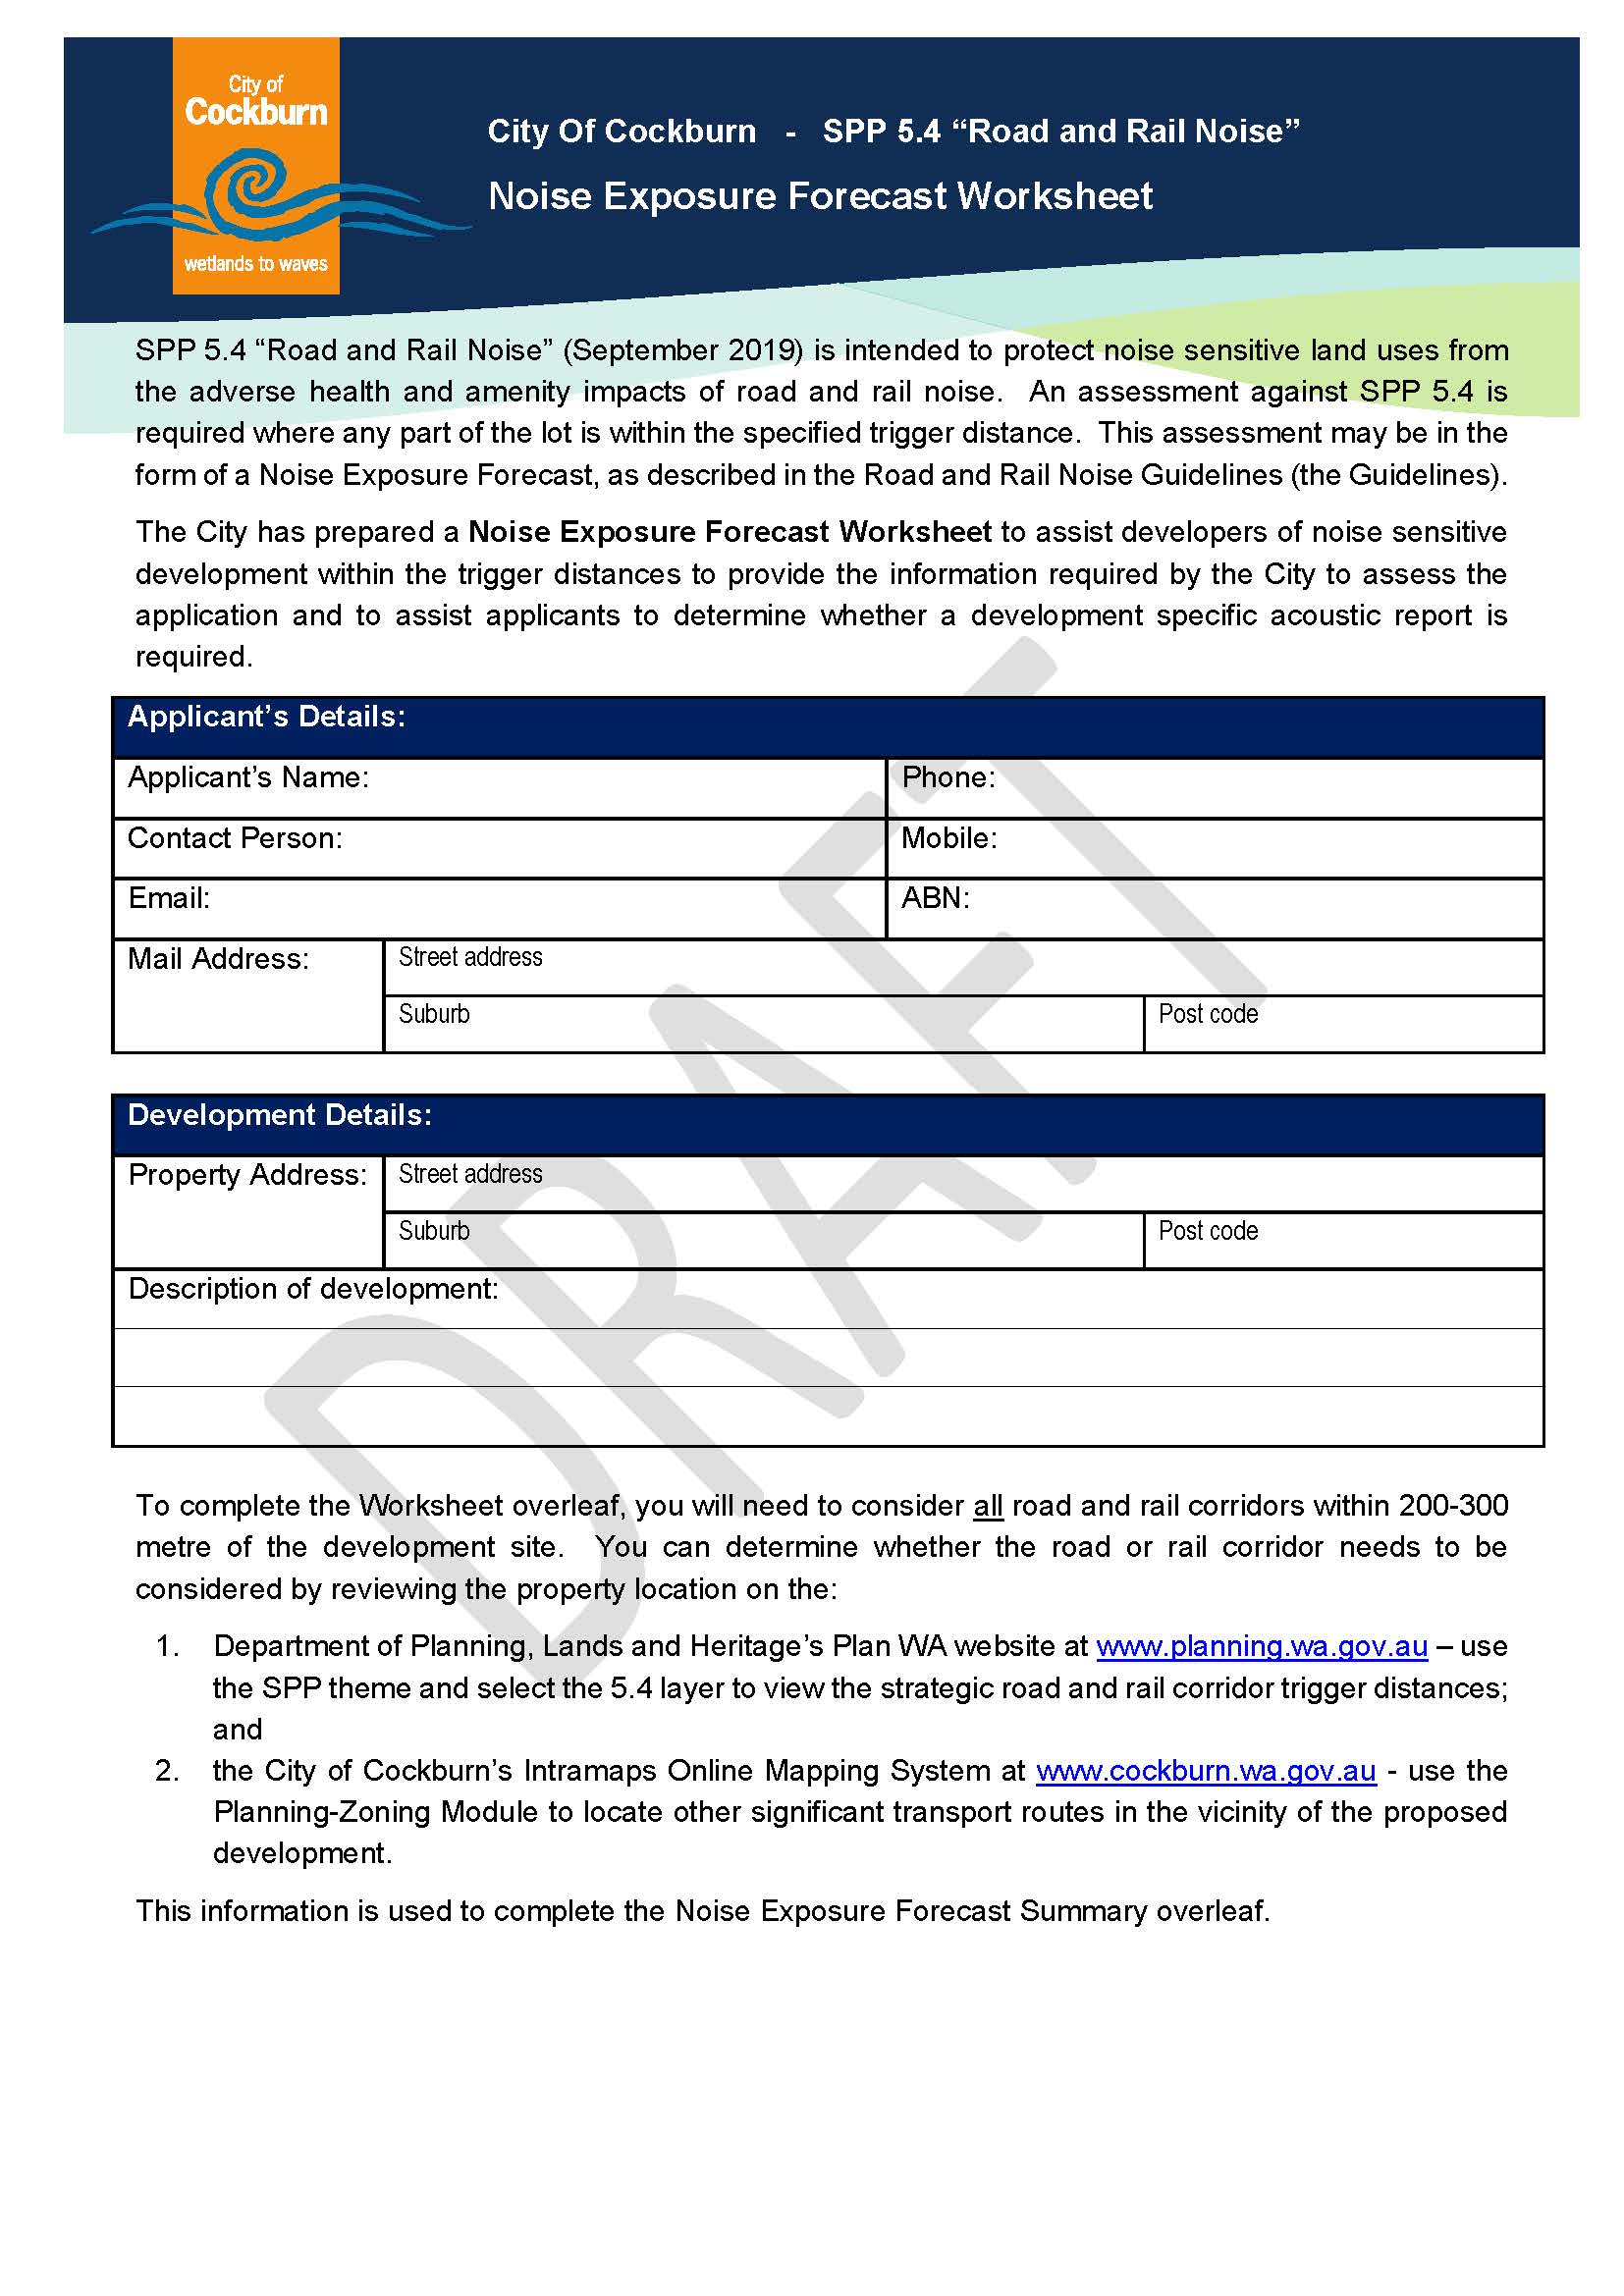 City of
Cockburn
wetlands to waves
City Of Cockburn - SPP 5.4 “Road and Rail Noise”
Noise Exposure Forecast Worksheet
SPP 5.4 “Road and Rail Noise” (September 2019) is intended to protect noise sensitive land uses from
the adverse health and amenity impacts of road and rail noise. An assessment against SPP 5.4 is
required where any part of the lot is within the specified trigger distance. This assessment may be in the
form of a Noise Exposure Forecast, as described in the Road and Rail Noise Guidelines (the Guidelines).
The City has prepared a Noise Exposure Forecast Worksheet to assist developers of noise sensitive
development within the trigger distances to provide the information required by the City to assess the
application and to assist applicants to determine whether a development specific acoustic report is
required.
Applicant’s Details:
Applicant’s Name: Phone:
Contact Person: Mobile:
Email: ABN:
Mail Address: Street address
Suburb Post code
Development Details:
Property Address: Street address
Suburb Post code
Description of development:
DRAFT
To complete the Worksheet overleaf, you will need to consider all road and rail corridors within 200-300
metre of the development site. You can determine whether the road or rail corridor needs to be
considered by reviewing the property location on the:
1. Department of Planning, Lands and Heritage’s Plan WA website at www.planning.wa.gov.au – use
the SPP theme and select the 5.4 layer to view the strategic road and rail corridor trigger distances;
and
2. the City of Cockburn’s Intramaps Online Mapping System at www.cockburn.wa.gov.au - use the
Planning-Zoning Module to locate other significant transport routes in the vicinity of the proposed
development.
This information is used to complete the Noise Exposure Forecast Summary overleaf.